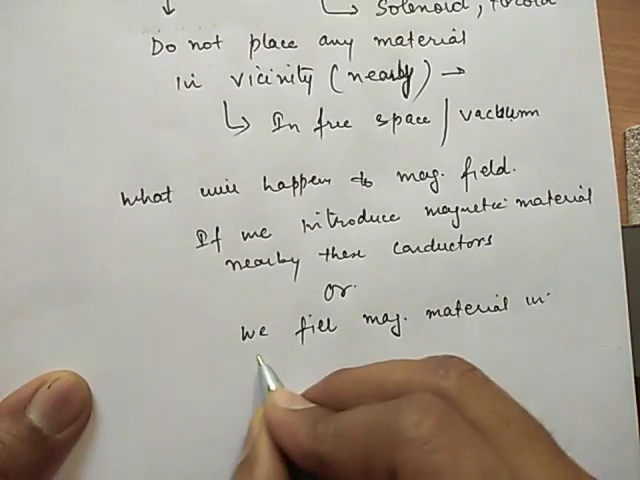 ↓ ↳ Solenoid, toroid
Do not place any material
in vicinity (nearby) →
↳ In free space / vacuum
What will happen to mag. field.
If we introduce magnetic material
nearby these conductors
or
we fill mag. material in